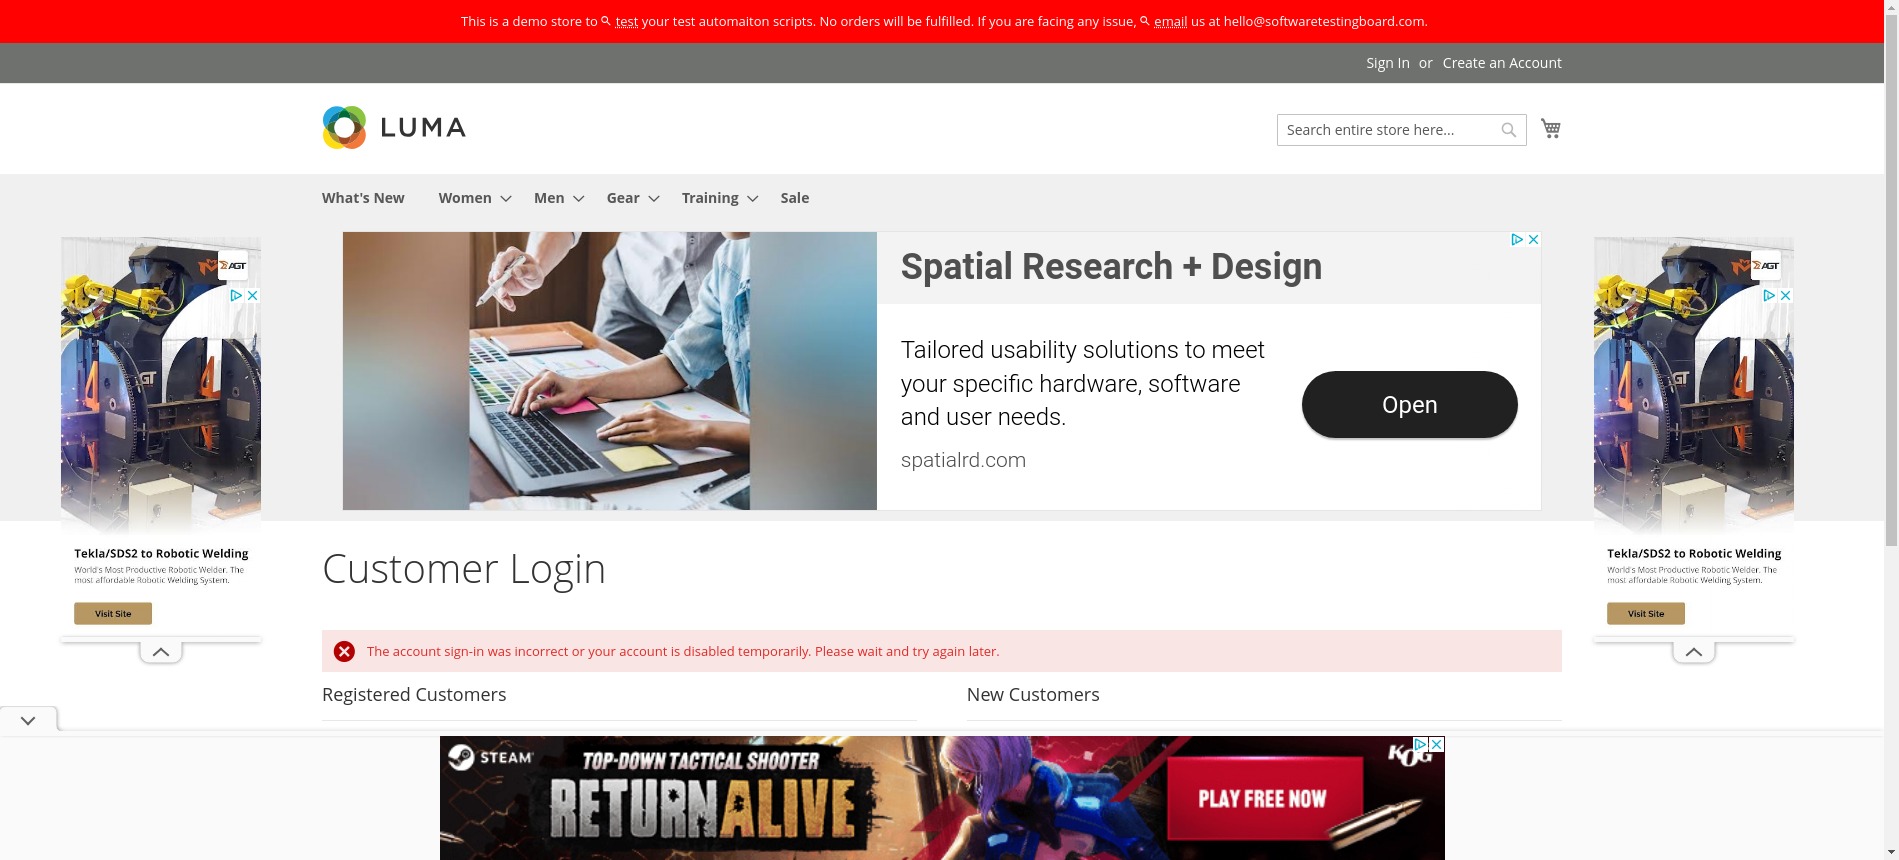 This is a demo store to test your test automaiton scripts. No orders will be fulfilled. If you are facing any issue, email us at hello@softwaretestingboard.com.
Sign In or Create an Account
LUMA
Search entire store here...
What's New Women Men Gear Training Sale
AGT
Spatial Research + Design
Tailored usability solutions to meet
your specific hardware, software
and user needs.
Open
spatialrd.com
AGT
Tekla/SDS2 to Robotic Welding
World's Most Productive Robotic Welder. The
most affordable Robotic Welding System.
Visit Site
Tekla/SDS2 to Robotic Welding
World's Most Productive Robotic Welder. The
most affordable Robotic Welding System.
Visit Site
Customer Login
The account sign-in was incorrect or your account is disabled temporarily. Please wait and try again later.
Registered Customers
New Customers
STEAM
TOP-DOWN TACTICAL SHOOTER
RETURN ALIVE
PLAY FREE NOW
KOG